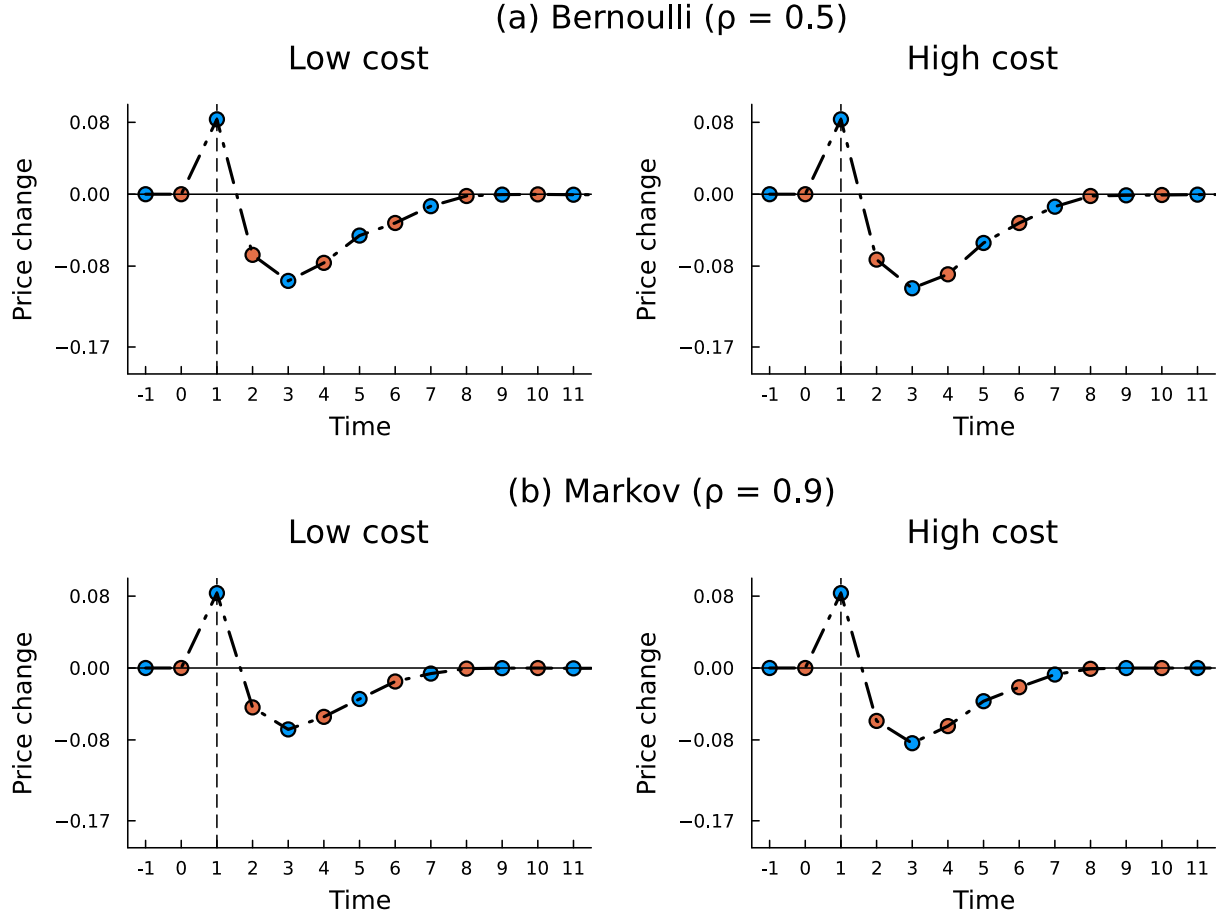 (a) Bernoulli (ρ = 0.5)
Low cost
High cost
Price change
0.08
0.00
−0.08
−0.17
-1 0 1 2 3 4 5 6 7 8 9 10 11
Time
Price change
0.08
0.00
−0.08
−0.17
-1 0 1 2 3 4 5 6 7 8 9 10 11
Time
(b) Markov (ρ = 0.9)
Low cost
High cost
Price change
0.08
0.00
−0.08
−0.17
-1 0 1 2 3 4 5 6 7 8 9 10 11
Time
Price change
0.08
0.00
−0.08
−0.17
-1 0 1 2 3 4 5 6 7 8 9 10 11
Time